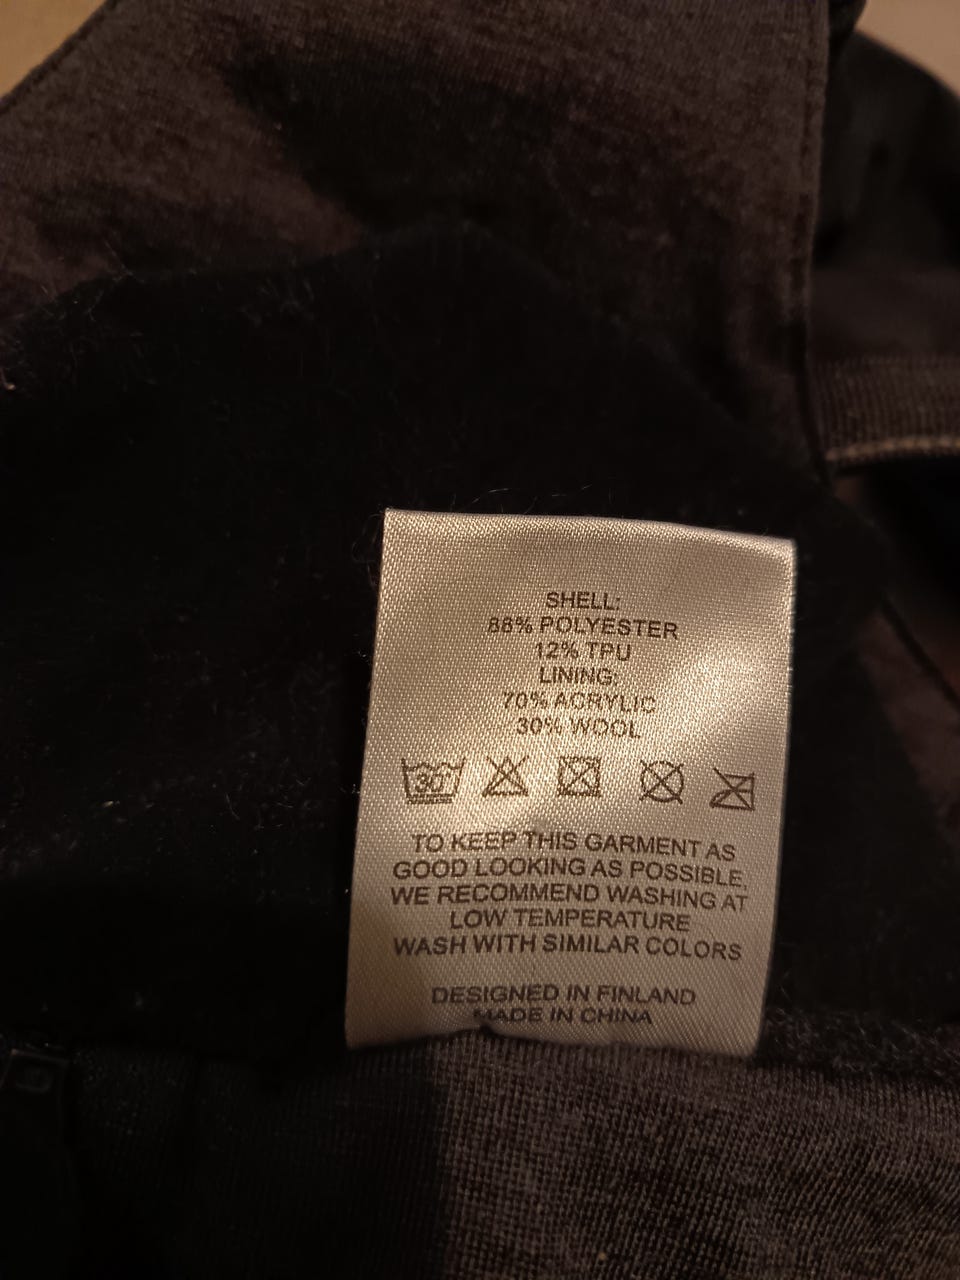 SHELL:
88% POLYESTER
12% TPU
LINING:
70% ACRYLIC
30% WOOL
30
TO KEEP THIS GARMENT AS
GOOD LOOKING AS POSSIBLE,
WE RECOMMEND WASHING AT
LOW TEMPERATURE
WASH WITH SIMILAR COLORS
DESIGNED IN FINLAND
MADE IN CHINA